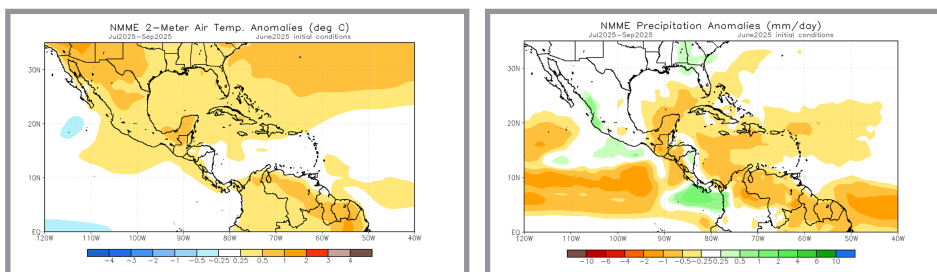 NMME 2-Meter Air Temp. Anomalies (deg C)
Jul2025-Sep2025 June2025 initial conditions
30N
20N
10N
EQ
120W 110W 100W 90W 80W 70W 60W 50W 40W
-4 -3 -2 -1 -0.5 -0.25 0.25 0.5 1 2 3 4
NMME Precipitation Anomalies (mm/day)
Jul2025-Sep2025 June2025 initial conditions
30N
20N
10N
EQ
120W 110W 100W 90W 80W 70W 60W 50W 40W
-10 -6 -4 -2 -1 -0.5 -0.25 0.25 0.5 1 2 4 6 10